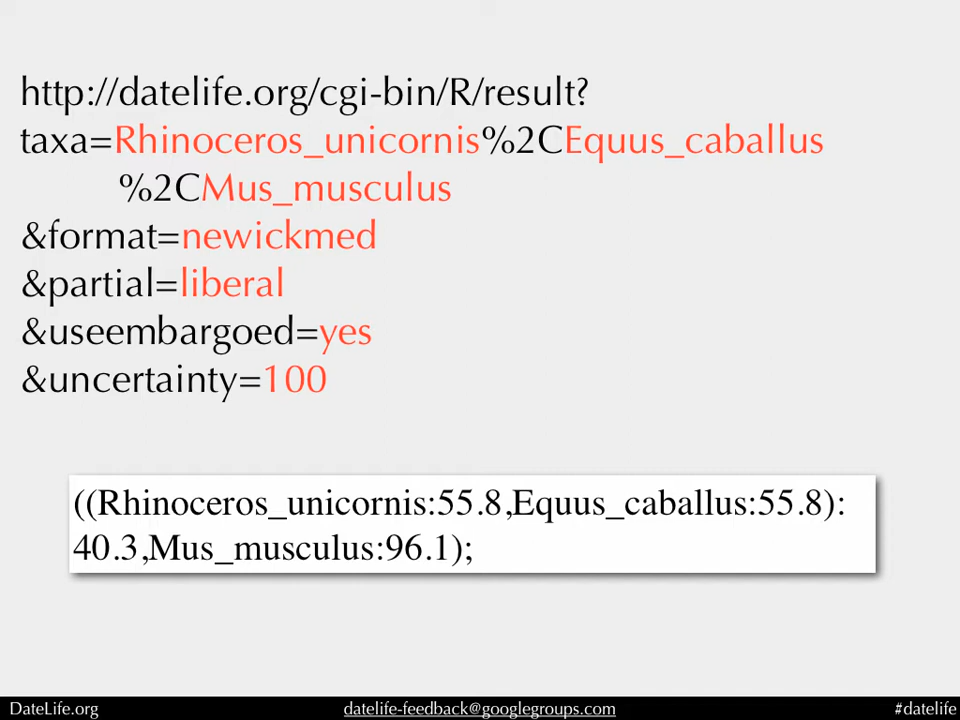 http://datelife.org/cgi-bin/R/result?
taxa=Rhinoceros_unicornis%2CEquus_caballus
%2CMus_musculus
&format=newickmed
&partial=liberal
&useembargoed=yes
&uncertainty=100
((Rhinoceros_unicornis:55.8,Equus_caballus:55.8):
40.3,Mus_musculus:96.1);
DateLife.org datelife-feedback@googlegroups.com #datelife